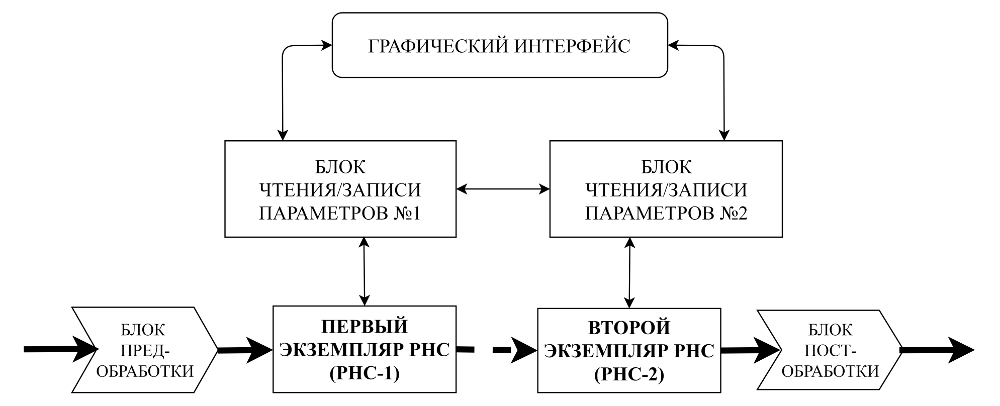 ГРАФИЧЕСКИЙ ИНТЕРФЕЙС
БЛОК
ЧТЕНИЯ/ЗАПИСИ
ПАРАМЕТРОВ №1
БЛОК
ЧТЕНИЯ/ЗАПИСИ
ПАРАМЕТРОВ №2
БЛОК
ПРЕД-
ОБРАБОТКИ
ПЕРВЫЙ
ЭКЗЕМПЛЯР РНС
(РНС-1)
ВТОРОЙ
ЭКЗЕМПЛЯР РНС
(РНС-2)
БЛОК
ПОСТ-
ОБРАБОТКИ